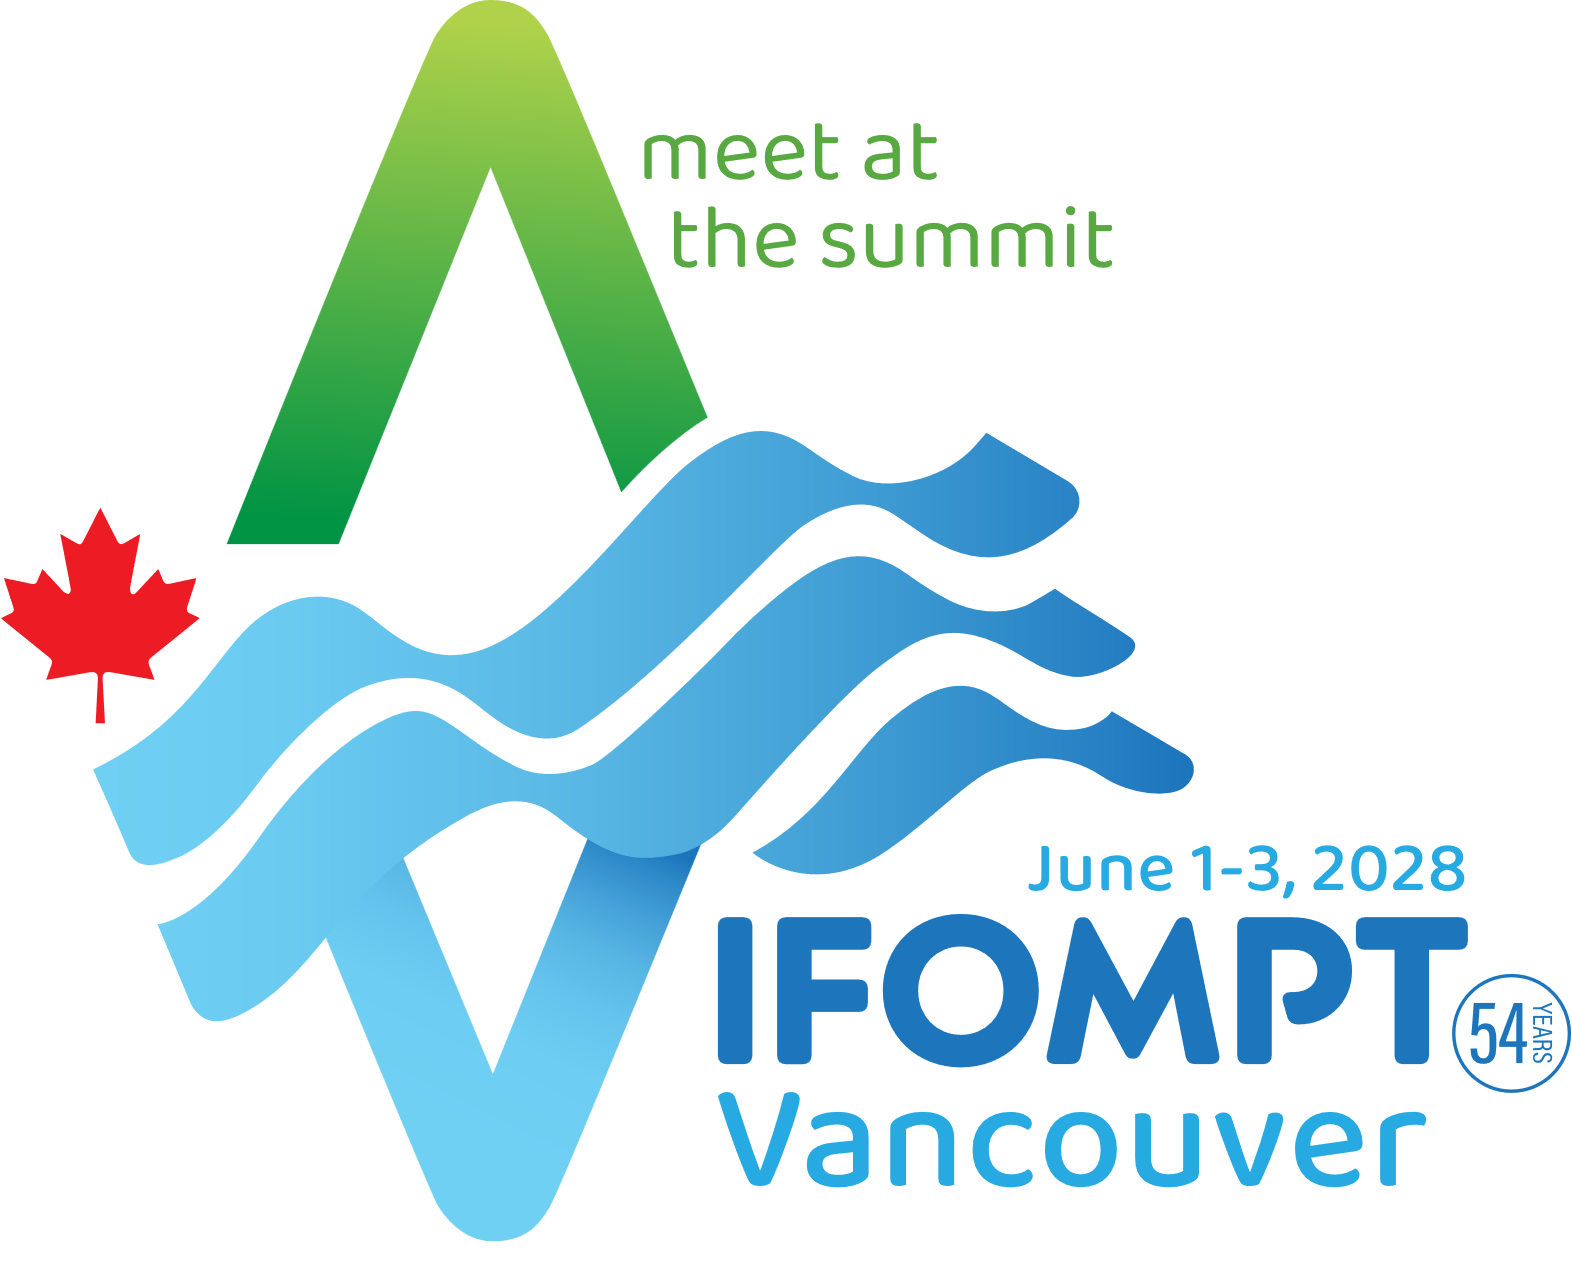 meet at
the summit
June 1-3, 2028
IFOMPT
54 YEARS
Vancouver